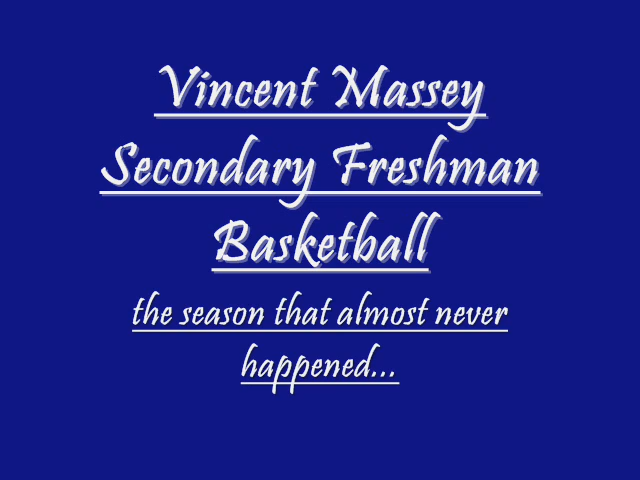 Vincent Massey
Secondary Freshman
Basketball
the season that almost never
happened...